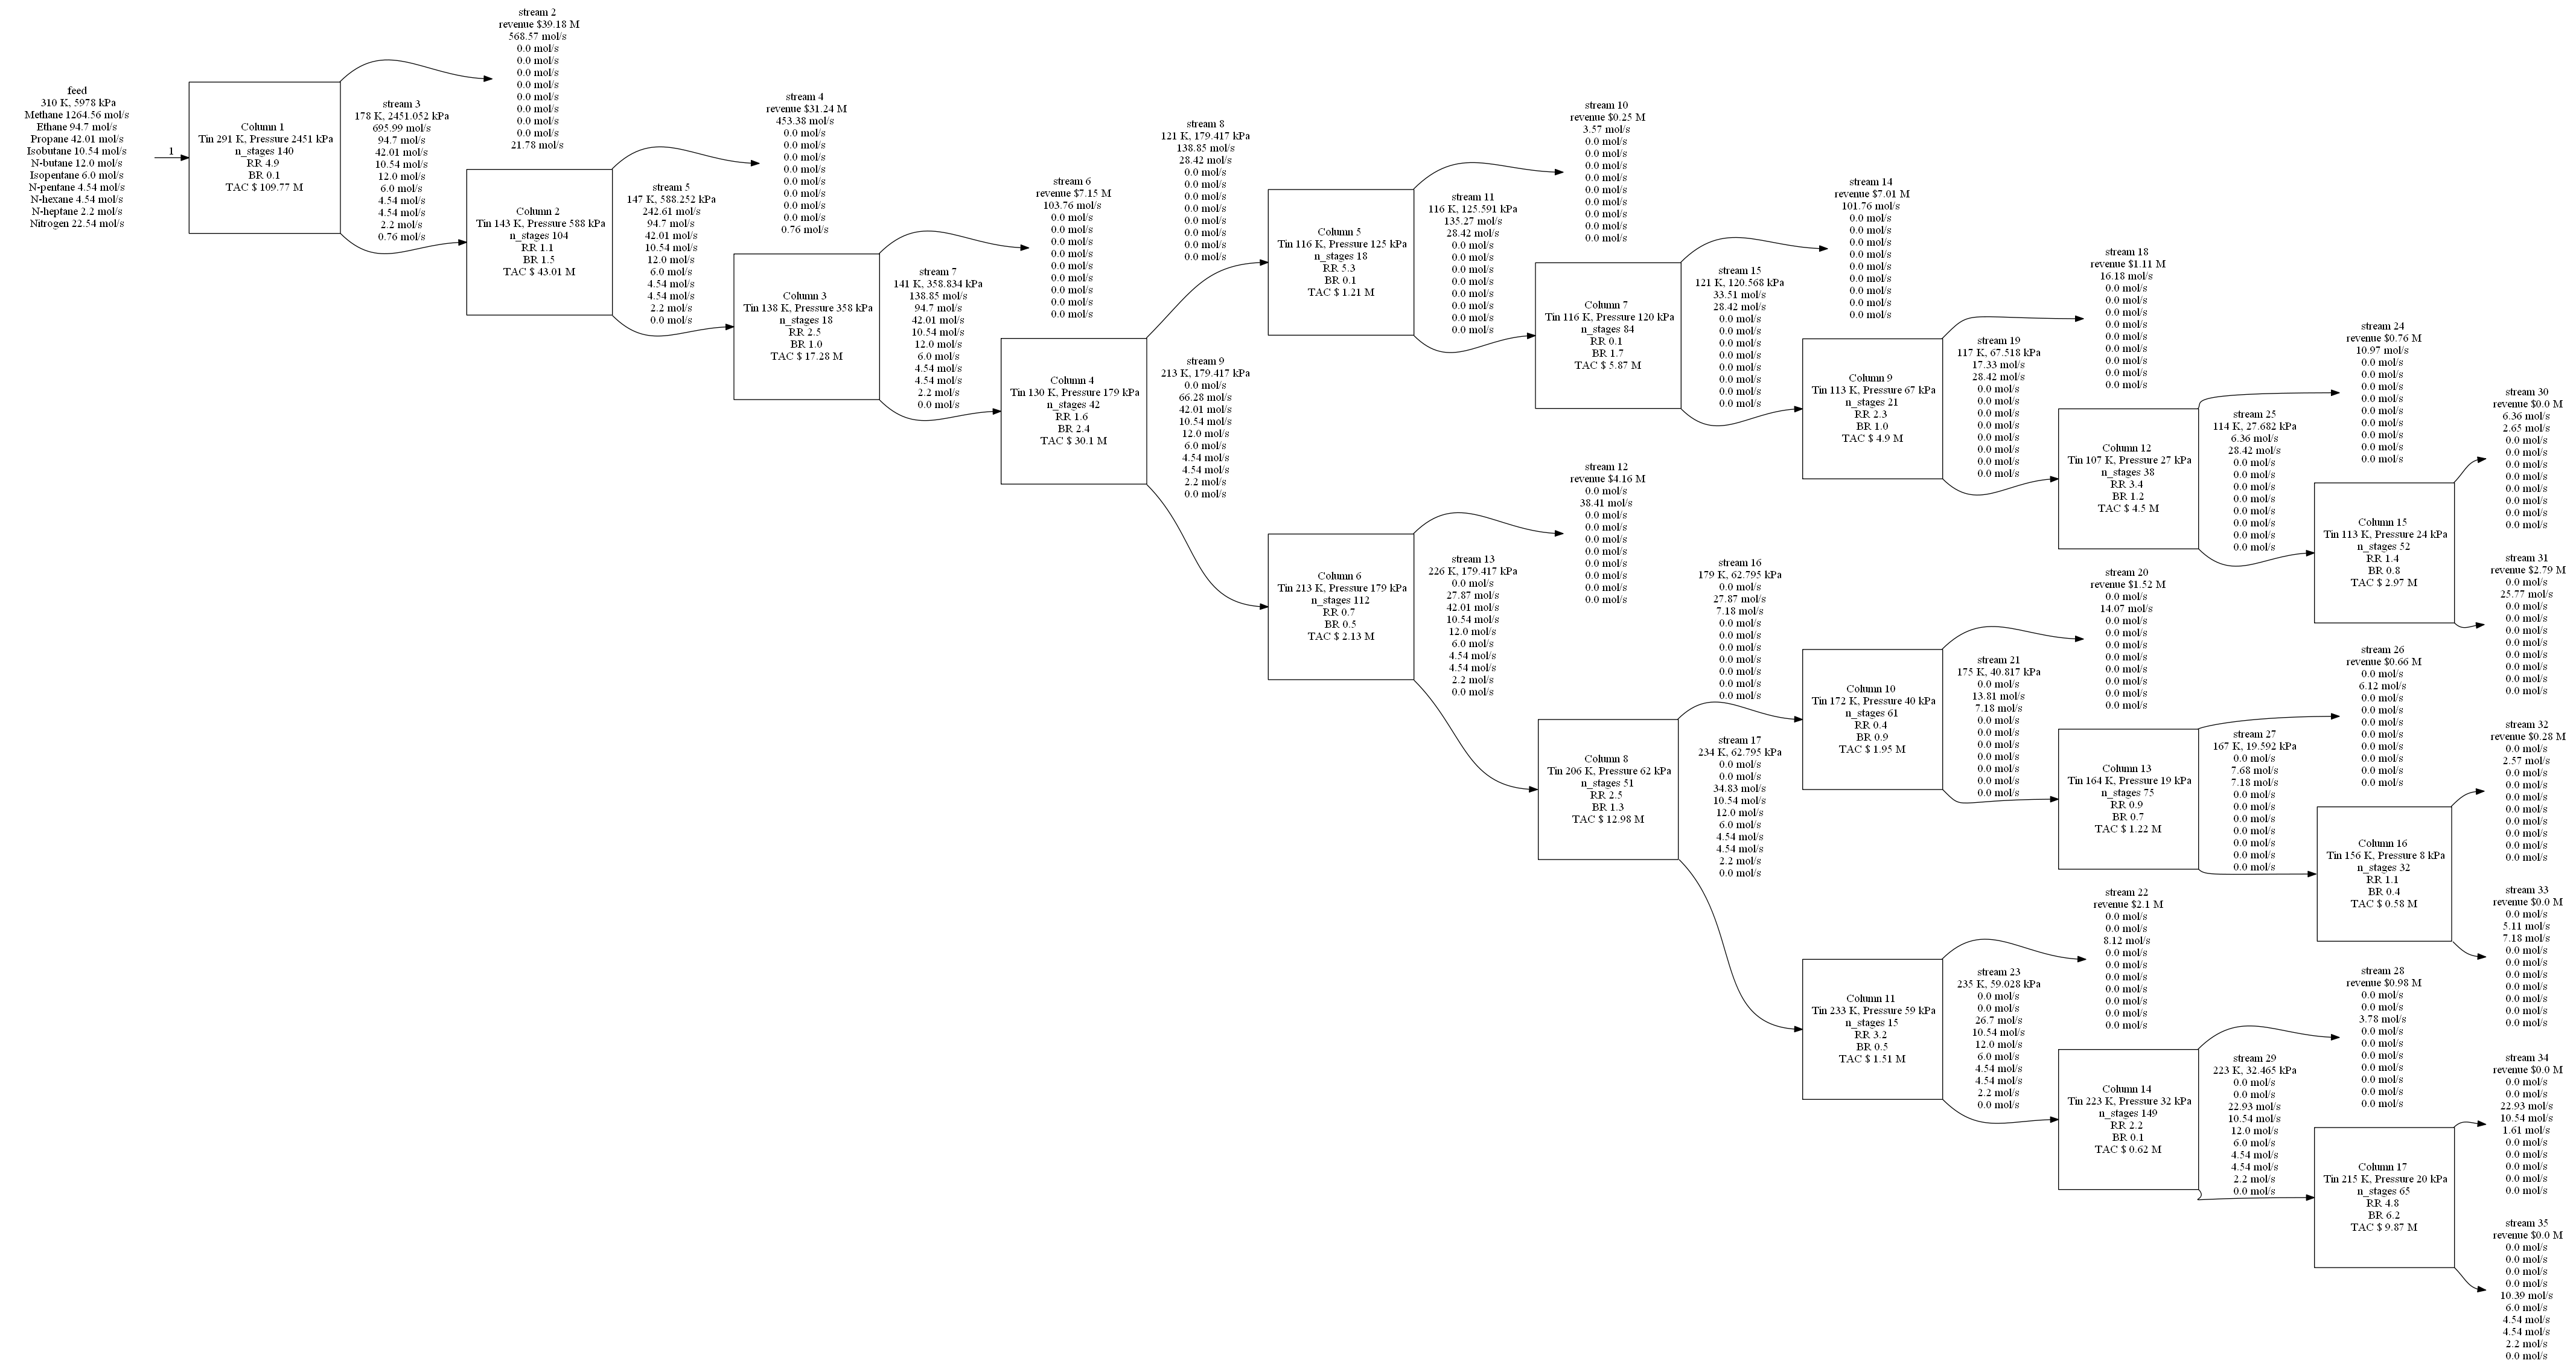 feed
310 K, 5978 kPa
Methane 1264.56 mol/s
Ethane 94.7 mol/s
Propane 42.01 mol/s
Isobutane 10.54 mol/s
N-butane 12.0 mol/s
Isopentane 6.0 mol/s
N-pentane 4.54 mol/s
N-hexane 4.54 mol/s
N-heptane 2.2 mol/s
Nitrogen 22.54 mol/s
1
Column 1
Tin 291 K, Pressure 2451 kPa
n_stages 140
RR 4.9
BR 0.1
TAC $ 109.77 M
stream 2
revenue $39.18 M
568.57 mol/s
0.0 mol/s
0.0 mol/s
0.0 mol/s
0.0 mol/s
0.0 mol/s
0.0 mol/s
0.0 mol/s
0.0 mol/s
21.78 mol/s
stream 3
178 K, 2451.052 kPa
695.99 mol/s
94.7 mol/s
42.01 mol/s
10.54 mol/s
12.0 mol/s
6.0 mol/s
4.54 mol/s
4.54 mol/s
2.2 mol/s
0.76 mol/s
Column 2
Tin 143 K, Pressure 588 kPa
n_stages 104
RR 1.1
BR 1.5
TAC $ 43.01 M
stream 4
revenue $31.24 M
453.38 mol/s
0.0 mol/s
0.0 mol/s
0.0 mol/s
0.0 mol/s
0.0 mol/s
0.0 mol/s
0.0 mol/s
0.0 mol/s
0.76 mol/s
stream 5
147 K, 588.252 kPa
242.61 mol/s
94.7 mol/s
42.01 mol/s
10.54 mol/s
12.0 mol/s
6.0 mol/s
4.54 mol/s
4.54 mol/s
2.2 mol/s
0.0 mol/s
Column 3
Tin 138 K, Pressure 358 kPa
n_stages 18
RR 2.5
BR 1.0
TAC $ 17.28 M
stream 6
revenue $7.15 M
103.76 mol/s
0.0 mol/s
0.0 mol/s
0.0 mol/s
0.0 mol/s
0.0 mol/s
0.0 mol/s
0.0 mol/s
0.0 mol/s
0.0 mol/s
stream 7
141 K, 358.834 kPa
138.85 mol/s
94.7 mol/s
42.01 mol/s
10.54 mol/s
12.0 mol/s
6.0 mol/s
4.54 mol/s
4.54 mol/s
2.2 mol/s
0.0 mol/s
Column 4
Tin 130 K, Pressure 179 kPa
n_stages 42
RR 1.6
BR 2.4
TAC $ 30.1 M
stream 8
121 K, 179.417 kPa
138.85 mol/s
28.42 mol/s
0.0 mol/s
0.0 mol/s
0.0 mol/s
0.0 mol/s
0.0 mol/s
0.0 mol/s
0.0 mol/s
0.0 mol/s
stream 9
213 K, 179.417 kPa
0.0 mol/s
66.28 mol/s
42.01 mol/s
10.54 mol/s
12.0 mol/s
6.0 mol/s
4.54 mol/s
4.54 mol/s
2.2 mol/s
0.0 mol/s
Column 5
Tin 116 K, Pressure 125 kPa
n_stages 18
RR 5.3
BR 0.1
TAC $ 1.21 M
stream 10
revenue $0.25 M
3.57 mol/s
0.0 mol/s
0.0 mol/s
0.0 mol/s
0.0 mol/s
0.0 mol/s
0.0 mol/s
0.0 mol/s
0.0 mol/s
0.0 mol/s
stream 11
116 K, 125.591 kPa
135.27 mol/s
28.42 mol/s
0.0 mol/s
0.0 mol/s
0.0 mol/s
0.0 mol/s
0.0 mol/s
0.0 mol/s
0.0 mol/s
0.0 mol/s
Column 6
Tin 213 K, Pressure 179 kPa
n_stages 112
RR 0.7
BR 0.5
TAC $ 2.13 M
stream 12
revenue $4.16 M
0.0 mol/s
38.41 mol/s
0.0 mol/s
0.0 mol/s
0.0 mol/s
0.0 mol/s
0.0 mol/s
0.0 mol/s
0.0 mol/s
0.0 mol/s
stream 13
226 K, 179.417 kPa
0.0 mol/s
27.87 mol/s
42.01 mol/s
10.54 mol/s
12.0 mol/s
6.0 mol/s
4.54 mol/s
4.54 mol/s
2.2 mol/s
0.0 mol/s
Column 7
Tin 116 K, Pressure 120 kPa
n_stages 84
RR 0.1
BR 1.7
TAC $ 5.87 M
stream 14
revenue $7.01 M
101.76 mol/s
0.0 mol/s
0.0 mol/s
0.0 mol/s
0.0 mol/s
0.0 mol/s
0.0 mol/s
0.0 mol/s
0.0 mol/s
0.0 mol/s
stream 15
121 K, 120.568 kPa
33.51 mol/s
28.42 mol/s
0.0 mol/s
0.0 mol/s
0.0 mol/s
0.0 mol/s
0.0 mol/s
0.0 mol/s
0.0 mol/s
0.0 mol/s
Column 8
Tin 206 K, Pressure 62 kPa
n_stages 51
RR 2.5
BR 1.3
TAC $ 12.98 M
stream 16
179 K, 62.795 kPa
0.0 mol/s
27.87 mol/s
7.18 mol/s
0.0 mol/s
0.0 mol/s
0.0 mol/s
0.0 mol/s
0.0 mol/s
0.0 mol/s
0.0 mol/s
stream 17
234 K, 62.795 kPa
0.0 mol/s
0.0 mol/s
34.83 mol/s
10.54 mol/s
12.0 mol/s
6.0 mol/s
4.54 mol/s
4.54 mol/s
2.2 mol/s
0.0 mol/s
Column 9
Tin 113 K, Pressure 67 kPa
n_stages 21
RR 2.3
BR 1.0
TAC $ 4.9 M
stream 18
revenue $1.11 M
16.18 mol/s
0.0 mol/s
0.0 mol/s
0.0 mol/s
0.0 mol/s
0.0 mol/s
0.0 mol/s
0.0 mol/s
0.0 mol/s
0.0 mol/s
stream 19
117 K, 67.518 kPa
17.33 mol/s
28.42 mol/s
0.0 mol/s
0.0 mol/s
0.0 mol/s
0.0 mol/s
0.0 mol/s
0.0 mol/s
0.0 mol/s
0.0 mol/s
Column 10
Tin 172 K, Pressure 40 kPa
n_stages 61
RR 0.4
BR 0.9
TAC $ 1.95 M
stream 20
revenue $1.52 M
0.0 mol/s
14.07 mol/s
0.0 mol/s
0.0 mol/s
0.0 mol/s
0.0 mol/s
0.0 mol/s
0.0 mol/s
0.0 mol/s
0.0 mol/s
stream 21
175 K, 40.817 kPa
0.0 mol/s
13.81 mol/s
7.18 mol/s
0.0 mol/s
0.0 mol/s
0.0 mol/s
0.0 mol/s
0.0 mol/s
0.0 mol/s
0.0 mol/s
Column 11
Tin 233 K, Pressure 59 kPa
n_stages 15
RR 3.2
BR 0.5
TAC $ 1.51 M
stream 22
revenue $2.1 M
0.0 mol/s
0.0 mol/s
8.12 mol/s
0.0 mol/s
0.0 mol/s
0.0 mol/s
0.0 mol/s
0.0 mol/s
0.0 mol/s
0.0 mol/s
stream 23
235 K, 59.028 kPa
0.0 mol/s
0.0 mol/s
26.7 mol/s
10.54 mol/s
12.0 mol/s
6.0 mol/s
4.54 mol/s
4.54 mol/s
2.2 mol/s
0.0 mol/s
Column 12
Tin 107 K, Pressure 27 kPa
n_stages 38
RR 3.4
BR 1.2
TAC $ 4.5 M
stream 24
revenue $0.76 M
10.97 mol/s
0.0 mol/s
0.0 mol/s
0.0 mol/s
0.0 mol/s
0.0 mol/s
0.0 mol/s
0.0 mol/s
0.0 mol/s
0.0 mol/s
stream 25
114 K, 27.682 kPa
6.36 mol/s
28.42 mol/s
0.0 mol/s
0.0 mol/s
0.0 mol/s
0.0 mol/s
0.0 mol/s
0.0 mol/s
0.0 mol/s
0.0 mol/s
Column 13
Tin 164 K, Pressure 19 kPa
n_stages 75
RR 0.9
BR 0.7
TAC $ 1.22 M
stream 26
revenue $0.66 M
0.0 mol/s
6.12 mol/s
0.0 mol/s
0.0 mol/s
0.0 mol/s
0.0 mol/s
0.0 mol/s
0.0 mol/s
0.0 mol/s
0.0 mol/s
stream 27
167 K, 19.592 kPa
0.0 mol/s
7.68 mol/s
7.18 mol/s
0.0 mol/s
0.0 mol/s
0.0 mol/s
0.0 mol/s
0.0 mol/s
0.0 mol/s
0.0 mol/s
Column 14
Tin 223 K, Pressure 32 kPa
n_stages 149
RR 2.2
BR 0.1
TAC $ 0.62 M
stream 28
revenue $0.98 M
0.0 mol/s
0.0 mol/s
3.78 mol/s
0.0 mol/s
0.0 mol/s
0.0 mol/s
0.0 mol/s
0.0 mol/s
0.0 mol/s
0.0 mol/s
stream 29
223 K, 32.465 kPa
0.0 mol/s
0.0 mol/s
22.93 mol/s
10.54 mol/s
12.0 mol/s
6.0 mol/s
4.54 mol/s
4.54 mol/s
2.2 mol/s
0.0 mol/s
Column 15
Tin 113 K, Pressure 24 kPa
n_stages 52
RR 1.4
BR 0.8
TAC $ 2.97 M
stream 30
revenue $0.0 M
6.36 mol/s
2.65 mol/s
0.0 mol/s
0.0 mol/s
0.0 mol/s
0.0 mol/s
0.0 mol/s
0.0 mol/s
0.0 mol/s
0.0 mol/s
stream 31
revenue $2.79 M
0.0 mol/s
25.77 mol/s
0.0 mol/s
0.0 mol/s
0.0 mol/s
0.0 mol/s
0.0 mol/s
0.0 mol/s
0.0 mol/s
0.0 mol/s
Column 16
Tin 156 K, Pressure 8 kPa
n_stages 32
RR 1.1
BR 0.4
TAC $ 0.58 M
stream 32
revenue $0.28 M
0.0 mol/s
2.57 mol/s
0.0 mol/s
0.0 mol/s
0.0 mol/s
0.0 mol/s
0.0 mol/s
0.0 mol/s
0.0 mol/s
0.0 mol/s
stream 33
revenue $0.0 M
0.0 mol/s
5.11 mol/s
7.18 mol/s
0.0 mol/s
0.0 mol/s
0.0 mol/s
0.0 mol/s
0.0 mol/s
0.0 mol/s
0.0 mol/s
Column 17
Tin 215 K, Pressure 20 kPa
n_stages 65
RR 4.8
BR 6.2
TAC $ 9.87 M
stream 34
revenue $0.0 M
0.0 mol/s
0.0 mol/s
22.93 mol/s
10.54 mol/s
1.61 mol/s
0.0 mol/s
0.0 mol/s
0.0 mol/s
0.0 mol/s
0.0 mol/s
stream 35
revenue $0.0 M
0.0 mol/s
0.0 mol/s
0.0 mol/s
0.0 mol/s
10.39 mol/s
6.0 mol/s
4.54 mol/s
4.54 mol/s
2.2 mol/s
0.0 mol/s